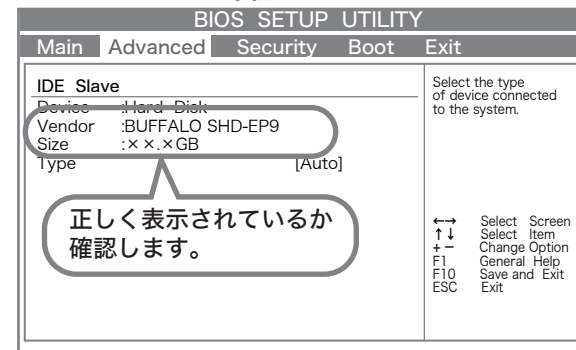 BIOS SETUP UTILITY
Main Advanced Security Boot Exit
IDE Slave
Device :Hard Disk
Vendor :BUFFALO SHD-EP9
Size :××.×GB
Type [Auto]
正しく表示されているか
確認します。
Select the type
of device connected
to the system.
←→ Select Screen
↑↓ Select Item
+− Change Option
F1 General Help
F10 Save and Exit
ESC Exit